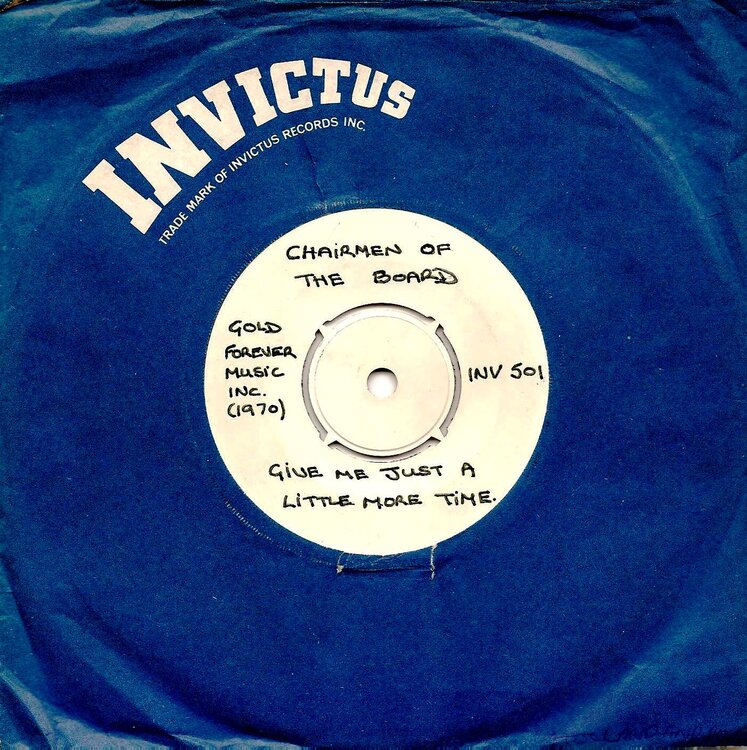 INVICTUS
TRADE MARK OF INVICTUS RECORDS INC.
CHAIRMEN OF
THE BOARD
GOLD
FOREVER
MUSIC
INC.
(1970)
INV 501
GIVE ME JUST A
LITTLE MORE TIME.